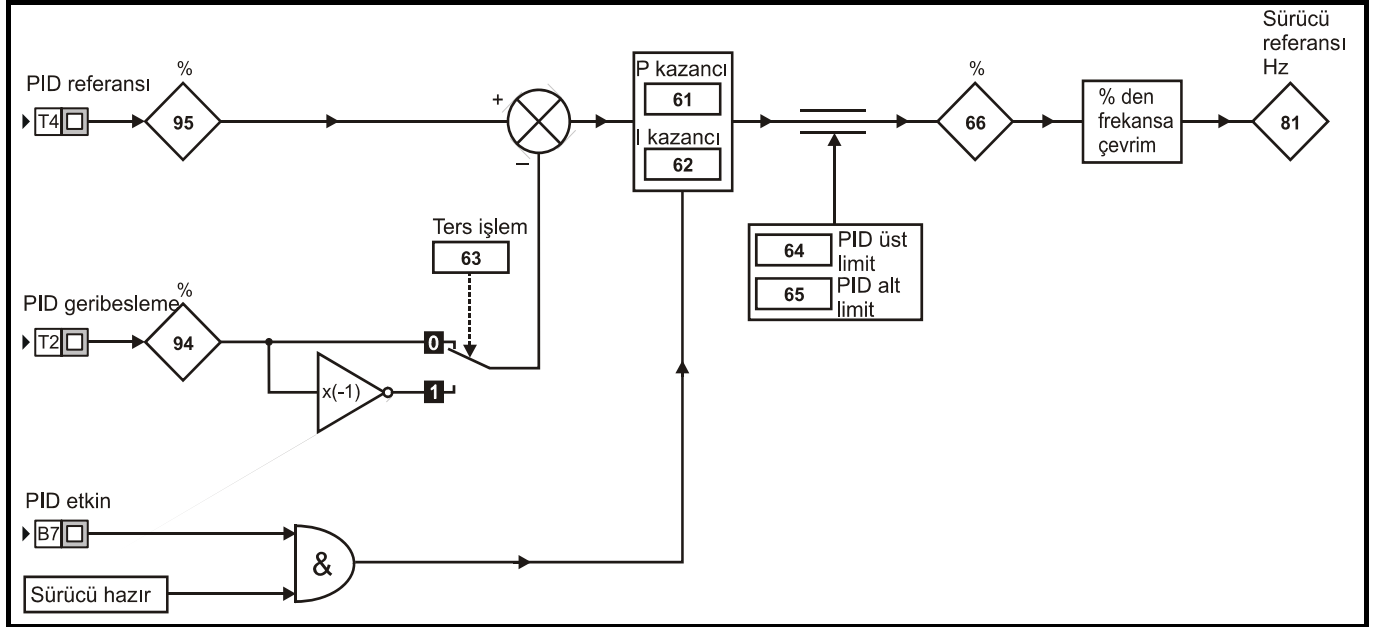 Sürücü
referansı
Hz
PID referansı
%
T4
95
+
–
P kazancı
61
I kazancı
62
%
66
% den
frekansa
çevrim
81
Ters işlem
63
64
PID üst
limit
65
PID alt
limit
PID geribesleme
%
T2
94
0
x(-1)
1
PID etkin
B7
&
Sürücü hazır